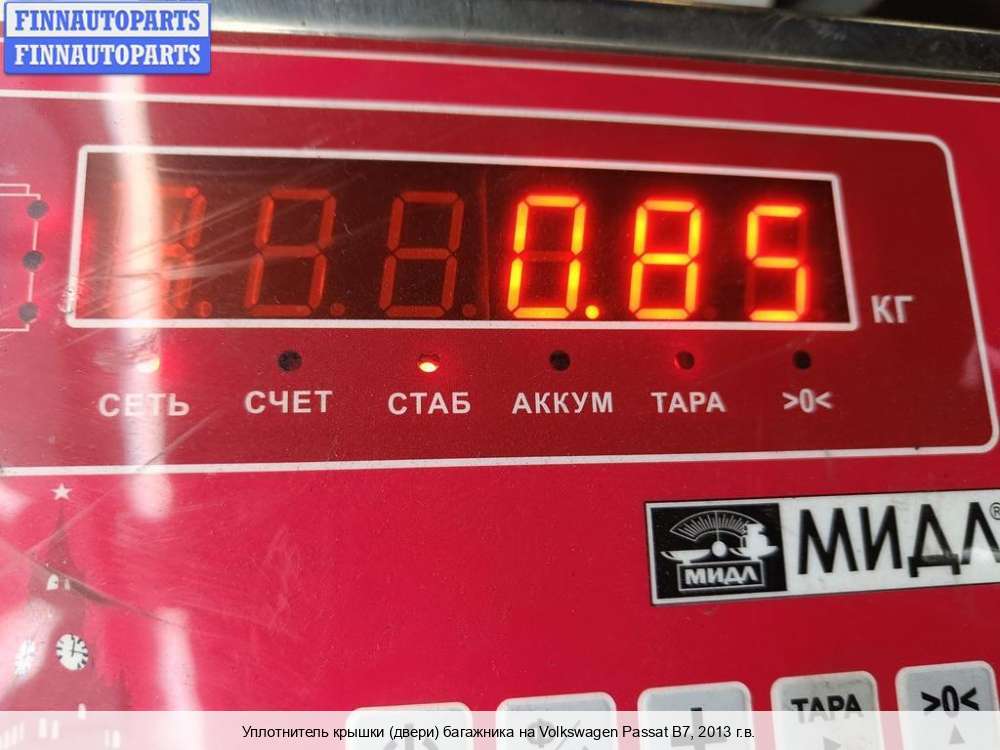 FINNAUTOPARTS
FINNAUTOPARTS
0.85
КГ
СЕТЬ СЧЕТ СТАБ АККУМ ТАРА >0<
МИДЛ МИДЛ®
ТАРА >0<
Уплотнитель крышки (двери) багажника на Volkswagen Passat B7, 2013 г.в.